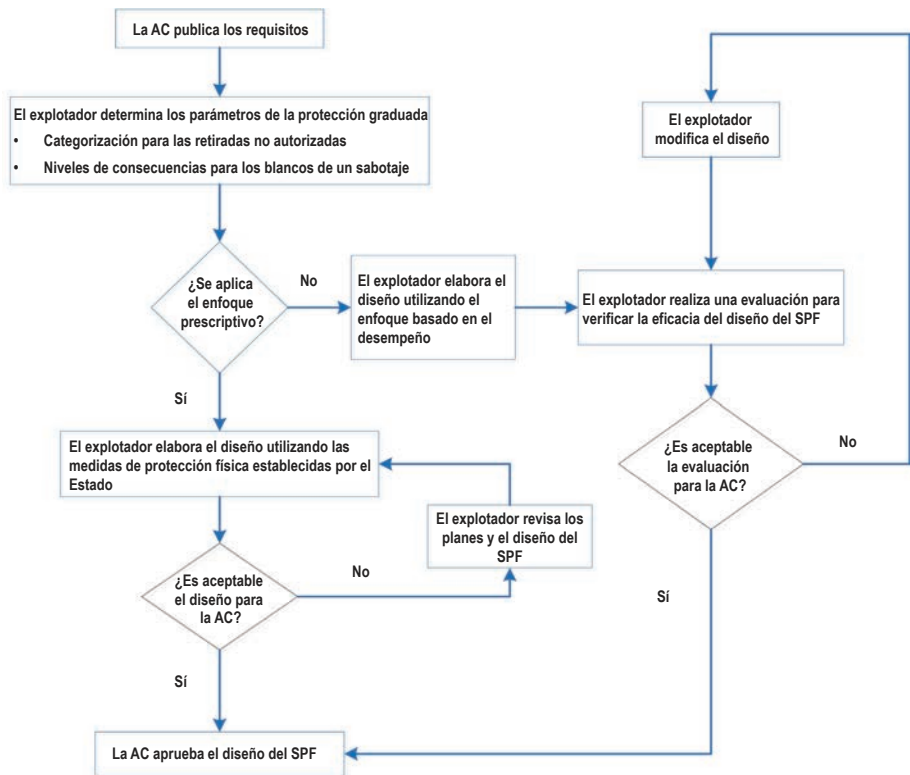 La AC publica los requisitos
El explotador determina los parámetros de la protección graduada
• Categorización para las retiradas no autorizadas
• Niveles de consecuencias para los blancos de un sabotaje
¿Se aplica
el enfoque
prescriptivo?
No
El explotador elabora el
diseño utilizando el
enfoque basado en el
desempeño
Sí
El explotador elabora el diseño utilizando las
medidas de protección física establecidas por el
Estado
¿Es aceptable
el diseño para
la AC?
No
El explotador revisa los
planes y el diseño del
SPF
Sí
La AC aprueba el diseño del SPF
El explotador
modifica el diseño
El explotador realiza una evaluación para
verificar la eficacia del diseño del SPF
¿Es aceptable
la evaluación
para la AC?
No
Sí